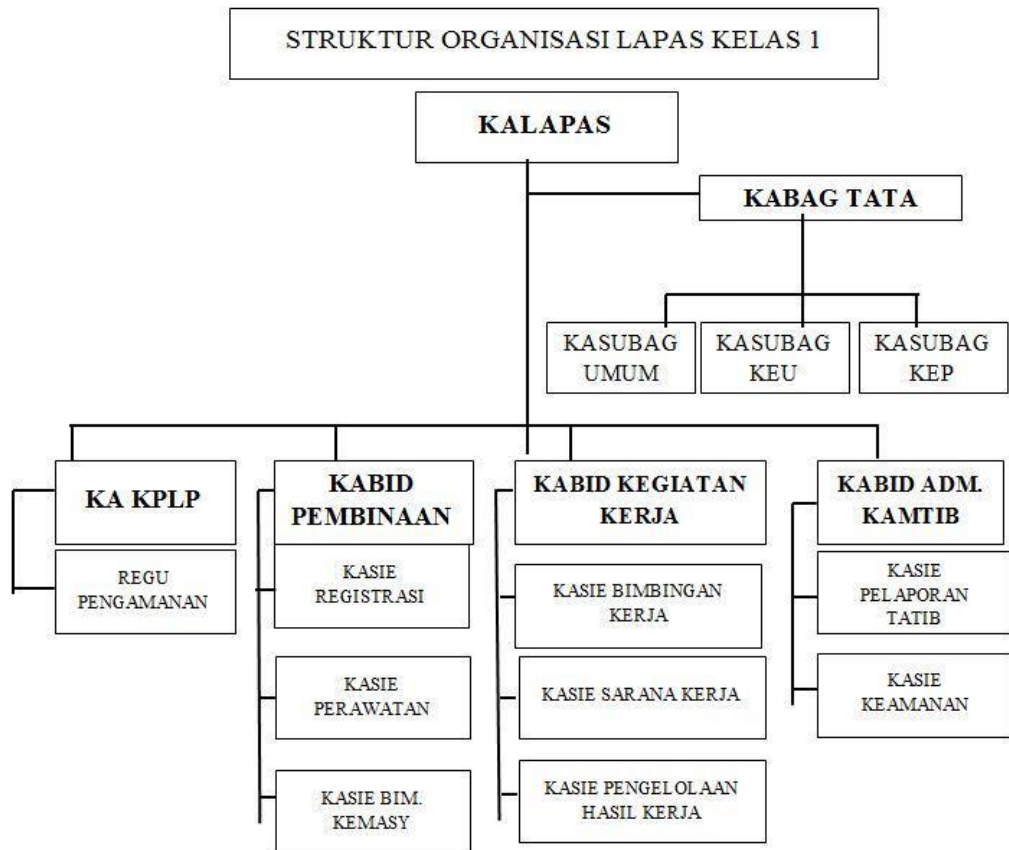 STRUKTUR ORGANISASI LAPAS KELAS 1
KALAPAS
KABAG TATA
KASUBAG
UMUM
KASUBAG
KEU
KASUBAG
KEP
KA KPLP
REGU
PENGAMANAN
KABID
PEMBINAAN
KASIE
REGISTRASI
KASIE
PERAWATAN
KASIE BIM.
KEMASY
KABID KEGIATAN
KERJA
KASIE BIMBINGAN
KERJA
KASIE SARANA KERJA
KASIE PENGELOLAAN
HASIL KERJA
KABID ADM.
KAMTIB
KASIE
PELAPORAN
TATIB
KASIE
KEAMANAN